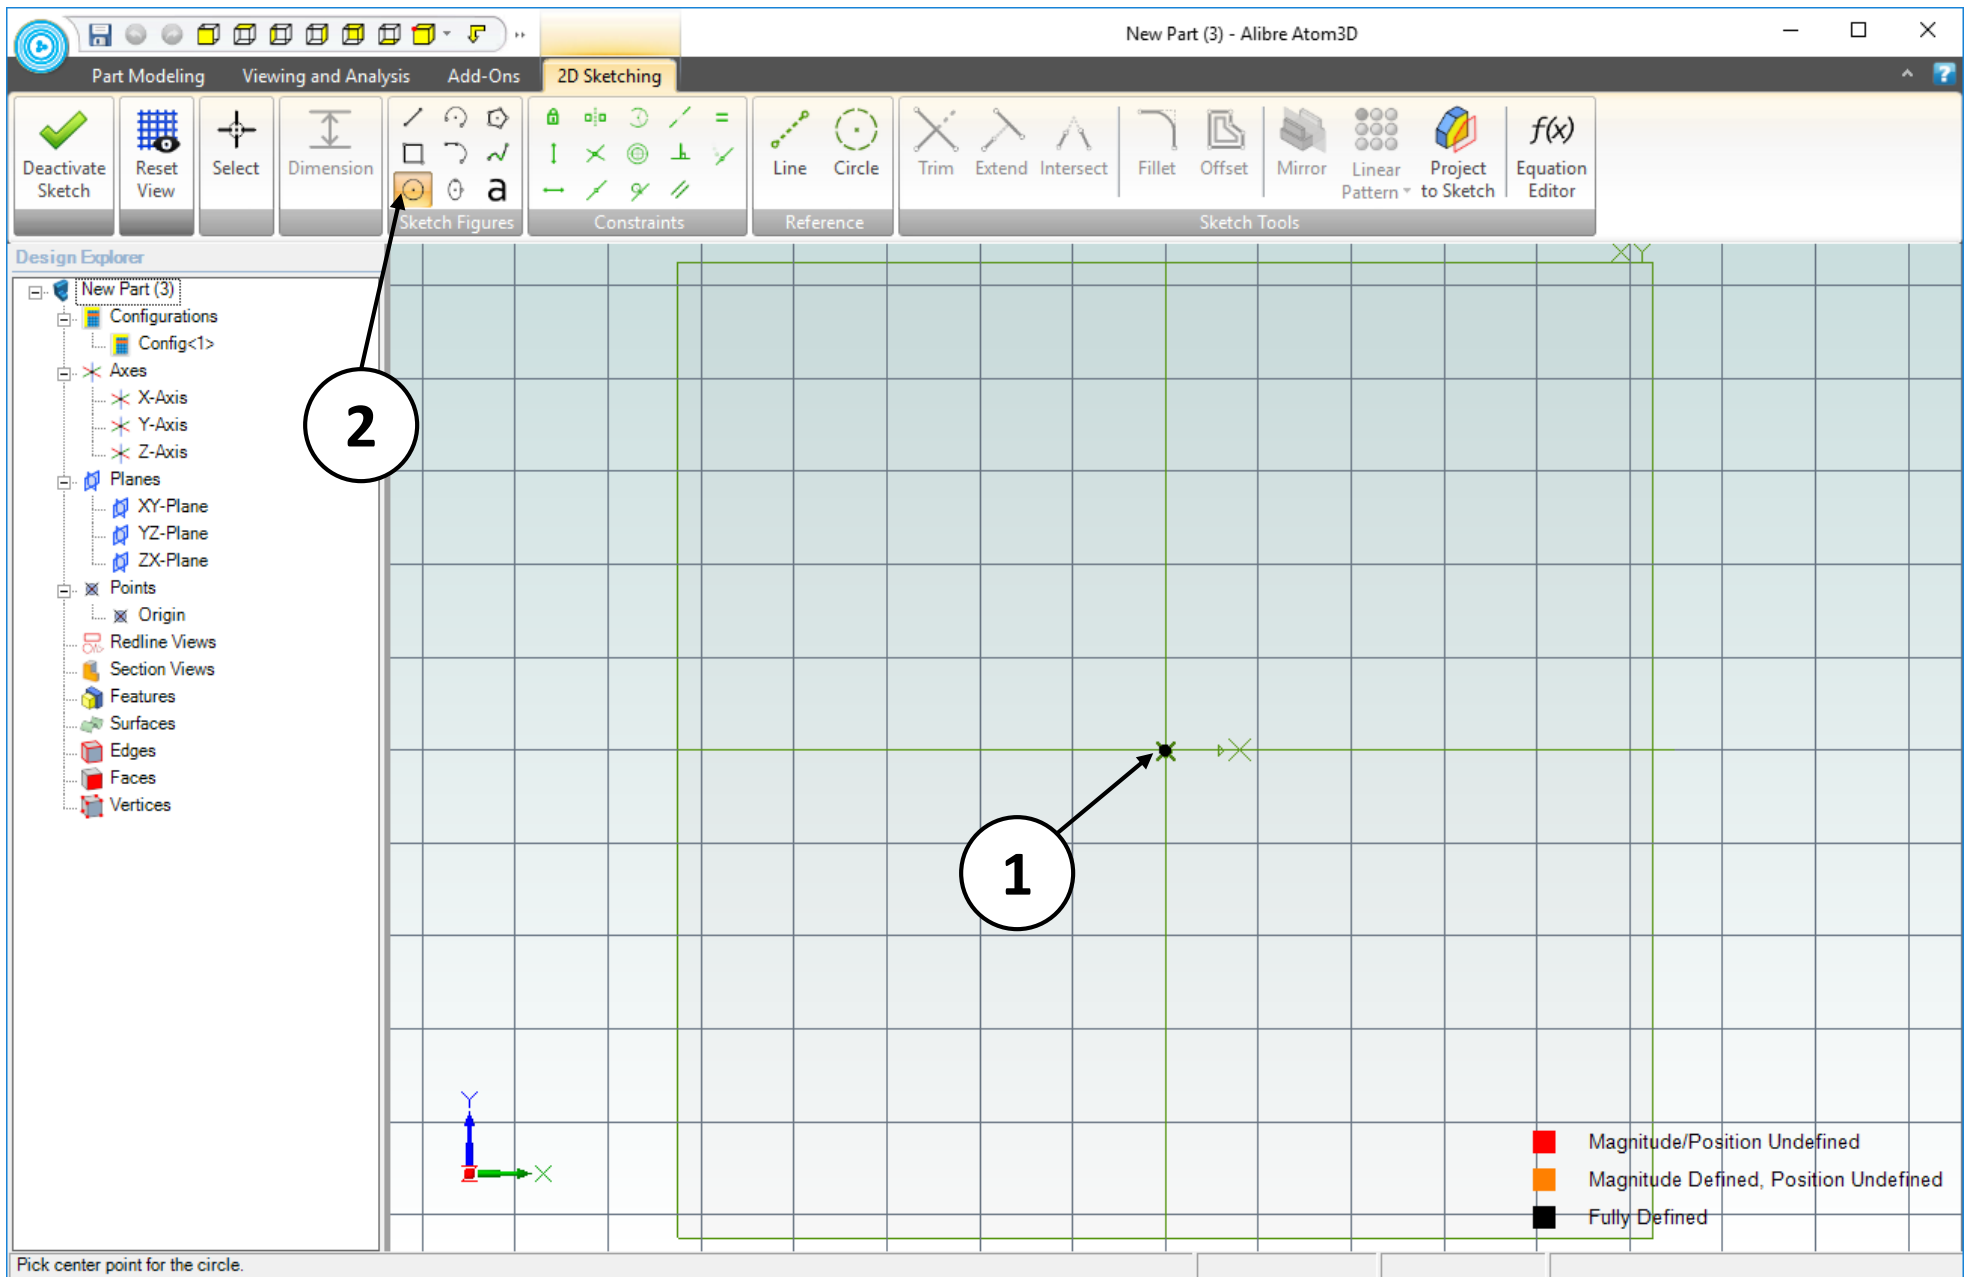 New Part (3) - Alibre Atom3D
Part Modeling Viewing and Analysis Add-Ons 2D Sketching
?
Deactivate Sketch
Reset View
Select
Dimension
a
Sketch Figures
Constraints
Line Circle
Reference
Trim Extend Intersect Fillet Offset Mirror Linear Pattern Project to Sketch
f(x)
Equation Editor
Sketch Tools
Design Explorer
New Part (3)
Configurations
Config<1>
Axes
X-Axis
Y-Axis
Z-Axis
Planes
XY-Plane
YZ-Plane
ZX-Plane
Points
Origin
Redline Views
Section Views
Features
Surfaces
Edges
Faces
Vertices
2
XY
X
1
Y
X
Magnitude/Position Undefined
Magnitude Defined, Position Undefined
Fully Defined
Pick center point for the circle.